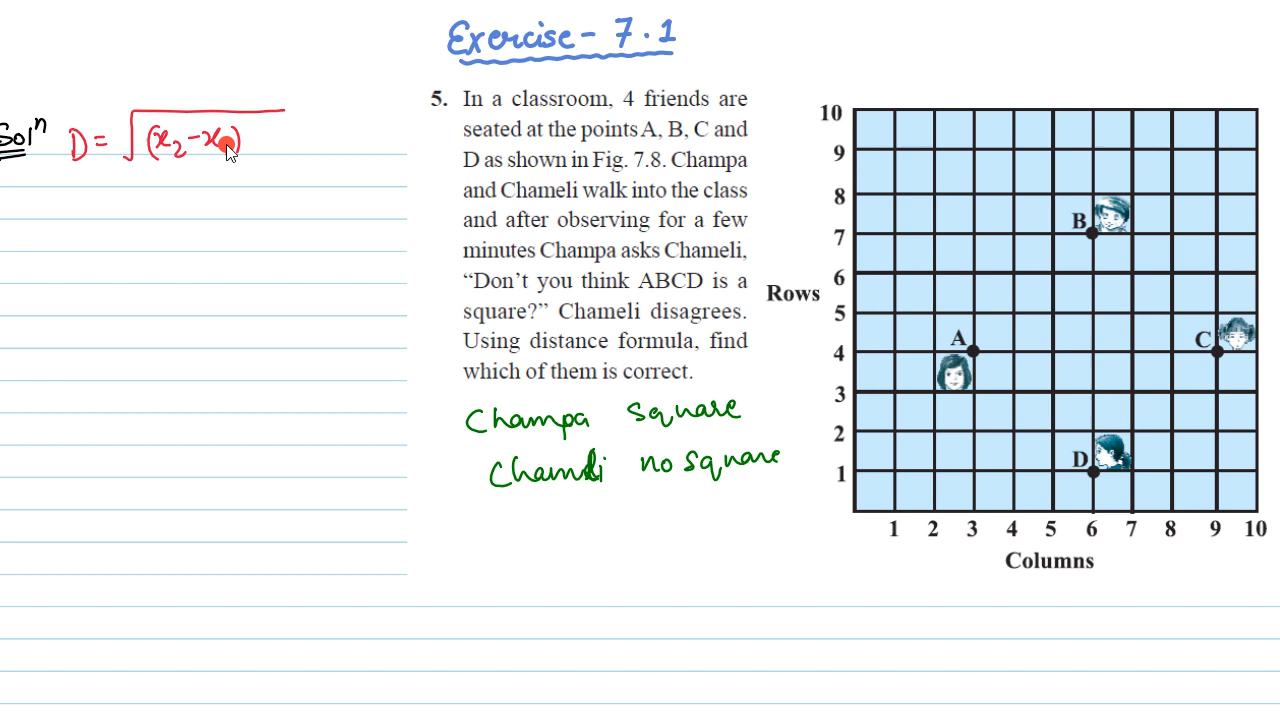 Exercise - 7.1
Solⁿ D = √(x₂-x
5. In a classroom, 4 friends are
seated at the points A, B, C and
D as shown in Fig. 7.8. Champa
and Chameli walk into the class
and after observing for a few
minutes Champa asks Chameli,
“Don’t you think ABCD is a
square?” Chameli disagrees.
Using distance formula, find
which of them is correct.
Champa square
Chameli no square
10
9
8
B
7
6
Rows
5
A
C
4
3
2
D
1
1 2 3 4 5 6 7 8 9 10
Columns